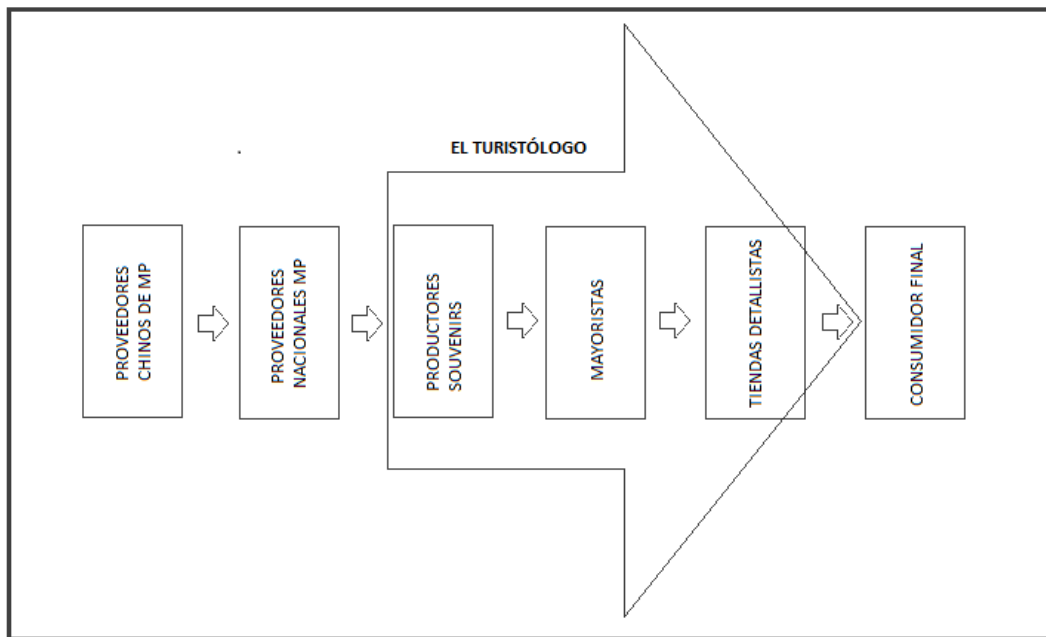 EL TURISTÓLOGO
PROVEEDORES
CHINOS DE MP
PROVEEDORES
NACIONALES MP
PRODUCTORES
SOUVENIRS
MAYORISTAS
TIENDAS DETALLISTAS
CONSUMIDOR FINAL